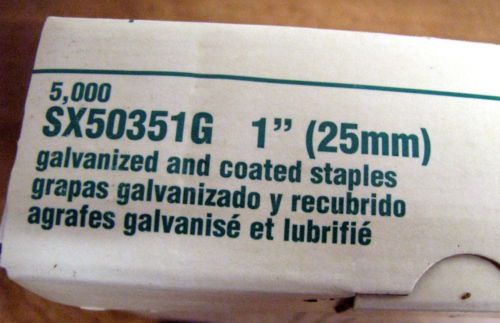 5,000
SX50351G 1” (25mm)
galvanized and coated staples
grapas galvanizado y recubrido
agrafes galvanisé et lubrifié